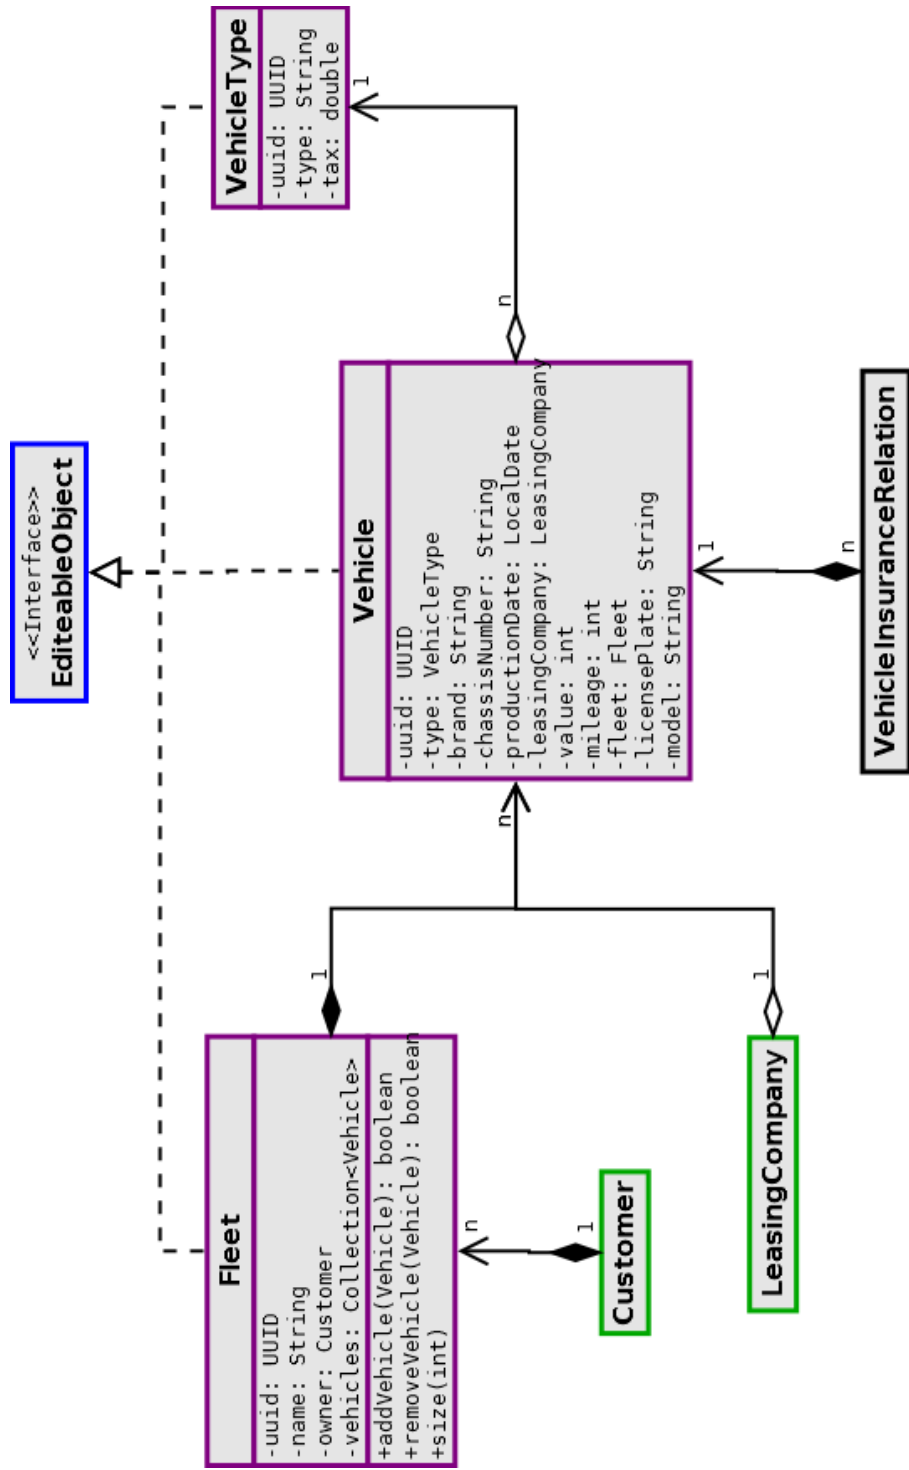 <<Interface>>
EditeableObject
Fleet
-uuid: UUID
-name: String
-owner: Customer
-vehicles: Collection<Vehicle>
+addVehicle(Vehicle): boolean
+removeVehicle(Vehicle): boolean
+size(int)
Vehicle
-uuid: UUID
-type: VehicleType
-brand: String
-chassisNumber: String
-productionDate: LocalDate
-leasingCompany: LeasingCompany
-value: int
-mileage: int
-fleet: Fleet
-licensePlate: String
-model: String
VehicleType
-uuid: UUID
-type: String
-tax: double
1
n
1
n
n
1
1
1
n
Customer
LeasingCompany
VehicleInsuranceRelation